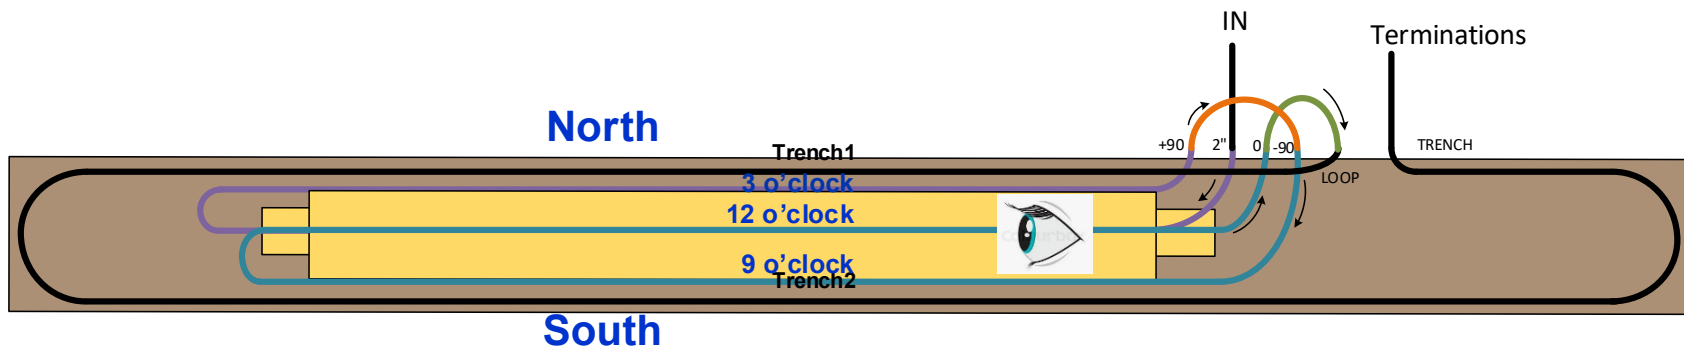 IN
Terminations
North
+90
2"
0
-90
TRENCH
Trench1
LOOP
3 o’clock
12 o’clock
9 o’clock
Trench2
South